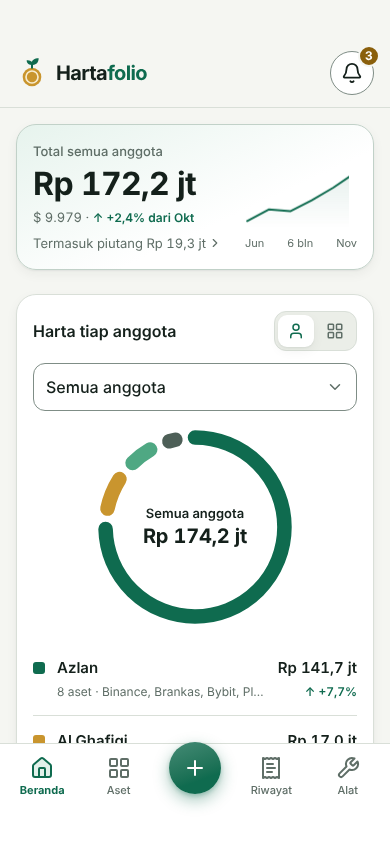 Hartafolio
3
Total semua anggota
Rp 172,2 jt
$ 9.979 · ↑ +2,4% dari Okt
Termasuk piutang Rp 19,3 jt
Jun 6 bln Nov
Harta tiap anggota
Semua anggota
Semua anggota
Rp 174,2 jt
Azlan Rp 141,7 jt
8 aset · Binance, Brankas, Bybit, Pl... ↑ +7,7%
Al Ghafiqi Rp 17,0 jt
Beranda Aset Riwayat Alat